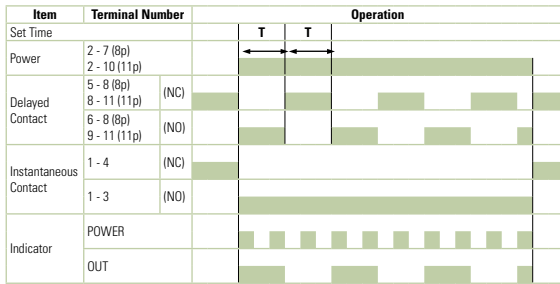 Item Terminal Number Operation
Set Time T T
Power 2 - 7 (8p)
2 - 10 (11p)
Delayed Contact 5 - 8 (8p)
8 - 11 (11p) (NC)
6 - 8 (8p)
9 - 11 (11p) (NO)
Instantaneous Contact 1 - 4 (NC)
1 - 3 (NO)
Indicator POWER
OUT